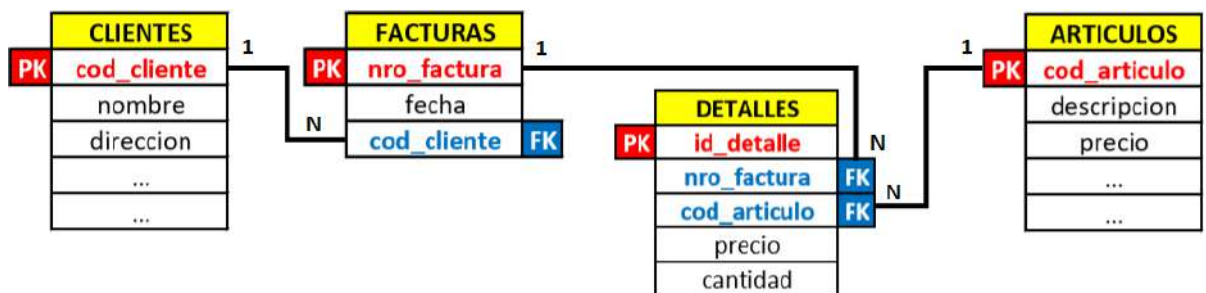 CLIENTES
PK cod_cliente
nombre
direccion
...
...
1
N
FACTURAS
PK nro_factura
fecha
cod_cliente FK
1
DETALLES
PK id_detalle
nro_factura FK
cod_articulo FK
precio
cantidad
N
N
1
ARTICULOS
PK cod_articulo
descripcion
precio
...
...